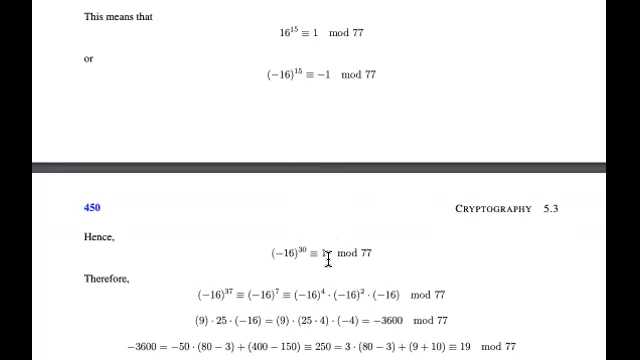 This means that
16^15 ≡ 1 mod 77
or
(−16)^15 ≡ −1 mod 77
450 CRYPTOGRAPHY 5.3
Hence,
(−16)^30 ≡ 1 mod 77
Therefore,
(−16)^37 ≡ (−16)^7 ≡ (−16)^4 · (−16)^2 · (−16) mod 77
(9) · 25 · (−16) = (9) · (25 · 4) · (−4) = −3600 mod 77
−3600 = −50 · (80 − 3) + (400 − 150) ≡ 250 = 3 · (80 − 3) + (9 + 10) ≡ 19 mod 77